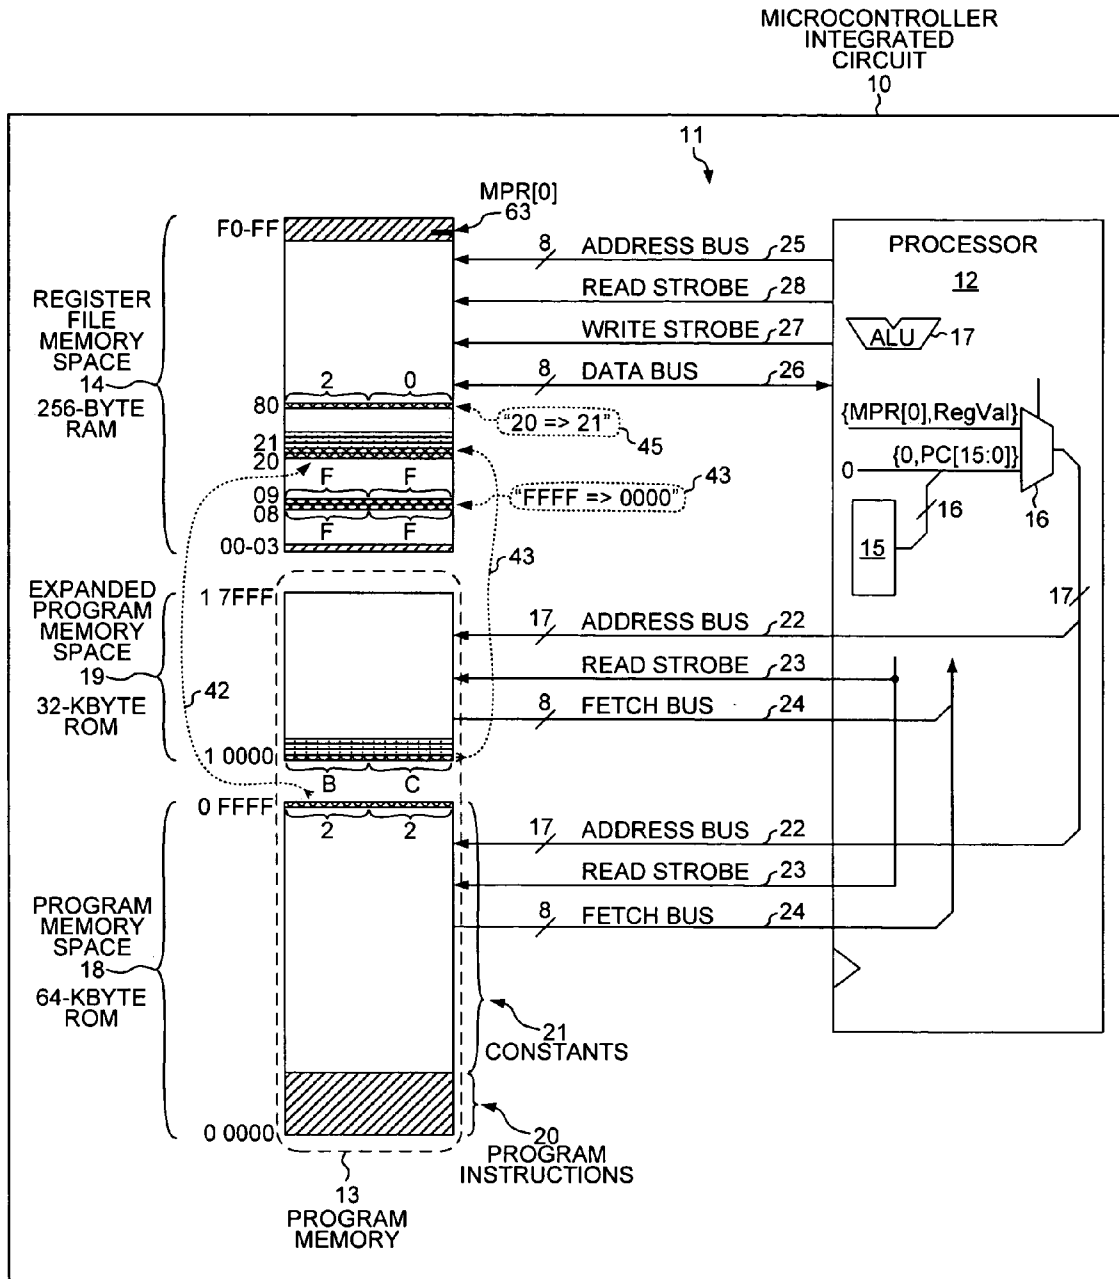 MICROCONTROLLER
INTEGRATED
CIRCUIT
10
11
MPR[0]
63
F0-FF
REGISTER
FILE
MEMORY
SPACE
14
256-BYTE
RAM
8 ADDRESS BUS 25
READ STROBE 28
WRITE STROBE 27
8 DATA BUS 26
PROCESSOR
12
ALU 17
2 0
80
"20 => 21"
45
21
20
F F
09
08
F F
"FFFF => 0000"
43
00-03
{MPR[0],RegVal}
0 {0,PC[15:0]}
16
16
15
17
43
42
EXPANDED
PROGRAM
MEMORY
SPACE
19
32-KBYTE
ROM
1 7FFF
17 ADDRESS BUS 22
READ STROBE 23
8 FETCH BUS 24
1 0000
B C
0 FFFF
2 2
PROGRAM
MEMORY
SPACE
18
64-KBYTE
ROM
17 ADDRESS BUS 22
READ STROBE 23
8 FETCH BUS 24
21
CONSTANTS
0 0000
20
PROGRAM
INSTRUCTIONS
13
PROGRAM
MEMORY